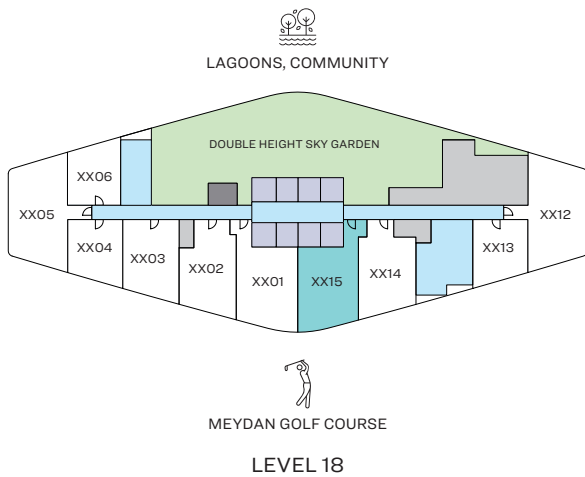 LAGOONS, COMMUNITY
DOUBLE HEIGHT SKY GARDEN
XX06
XX05
XX12
XX04
XX03
XX02
XX01
XX15
XX14
XX13
MEYDAN GOLF COURSE
LEVEL 18